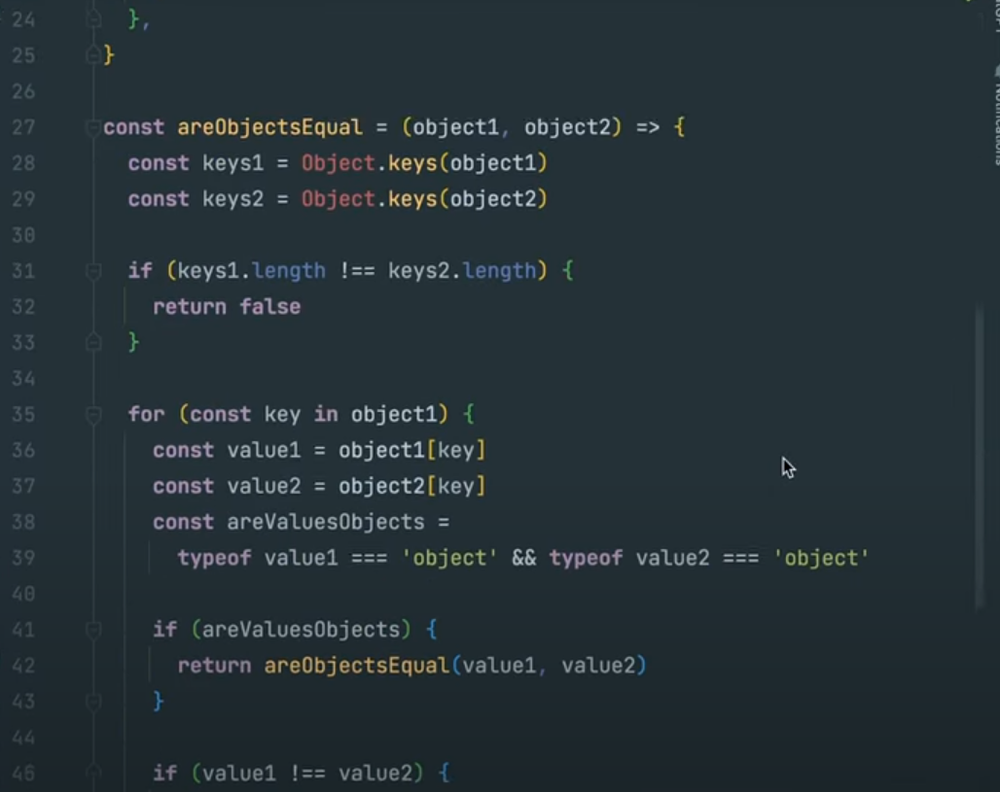 24 },
25 }
26
27 const areObjectsEqual = (object1, object2) => {
28 const keys1 = Object.keys(object1)
29 const keys2 = Object.keys(object2)
30
31 if (keys1.length !== keys2.length) {
32 return false
33 }
34
35 for (const key in object1) {
36 const value1 = object1[key]
37 const value2 = object2[key]
38 const areValuesObjects =
39 typeof value1 === 'object' && typeof value2 === 'object'
40
41 if (areValuesObjects) {
42 return areObjectsEqual(value1, value2)
43 }
44
if (value1 !== value2) {
Notifications